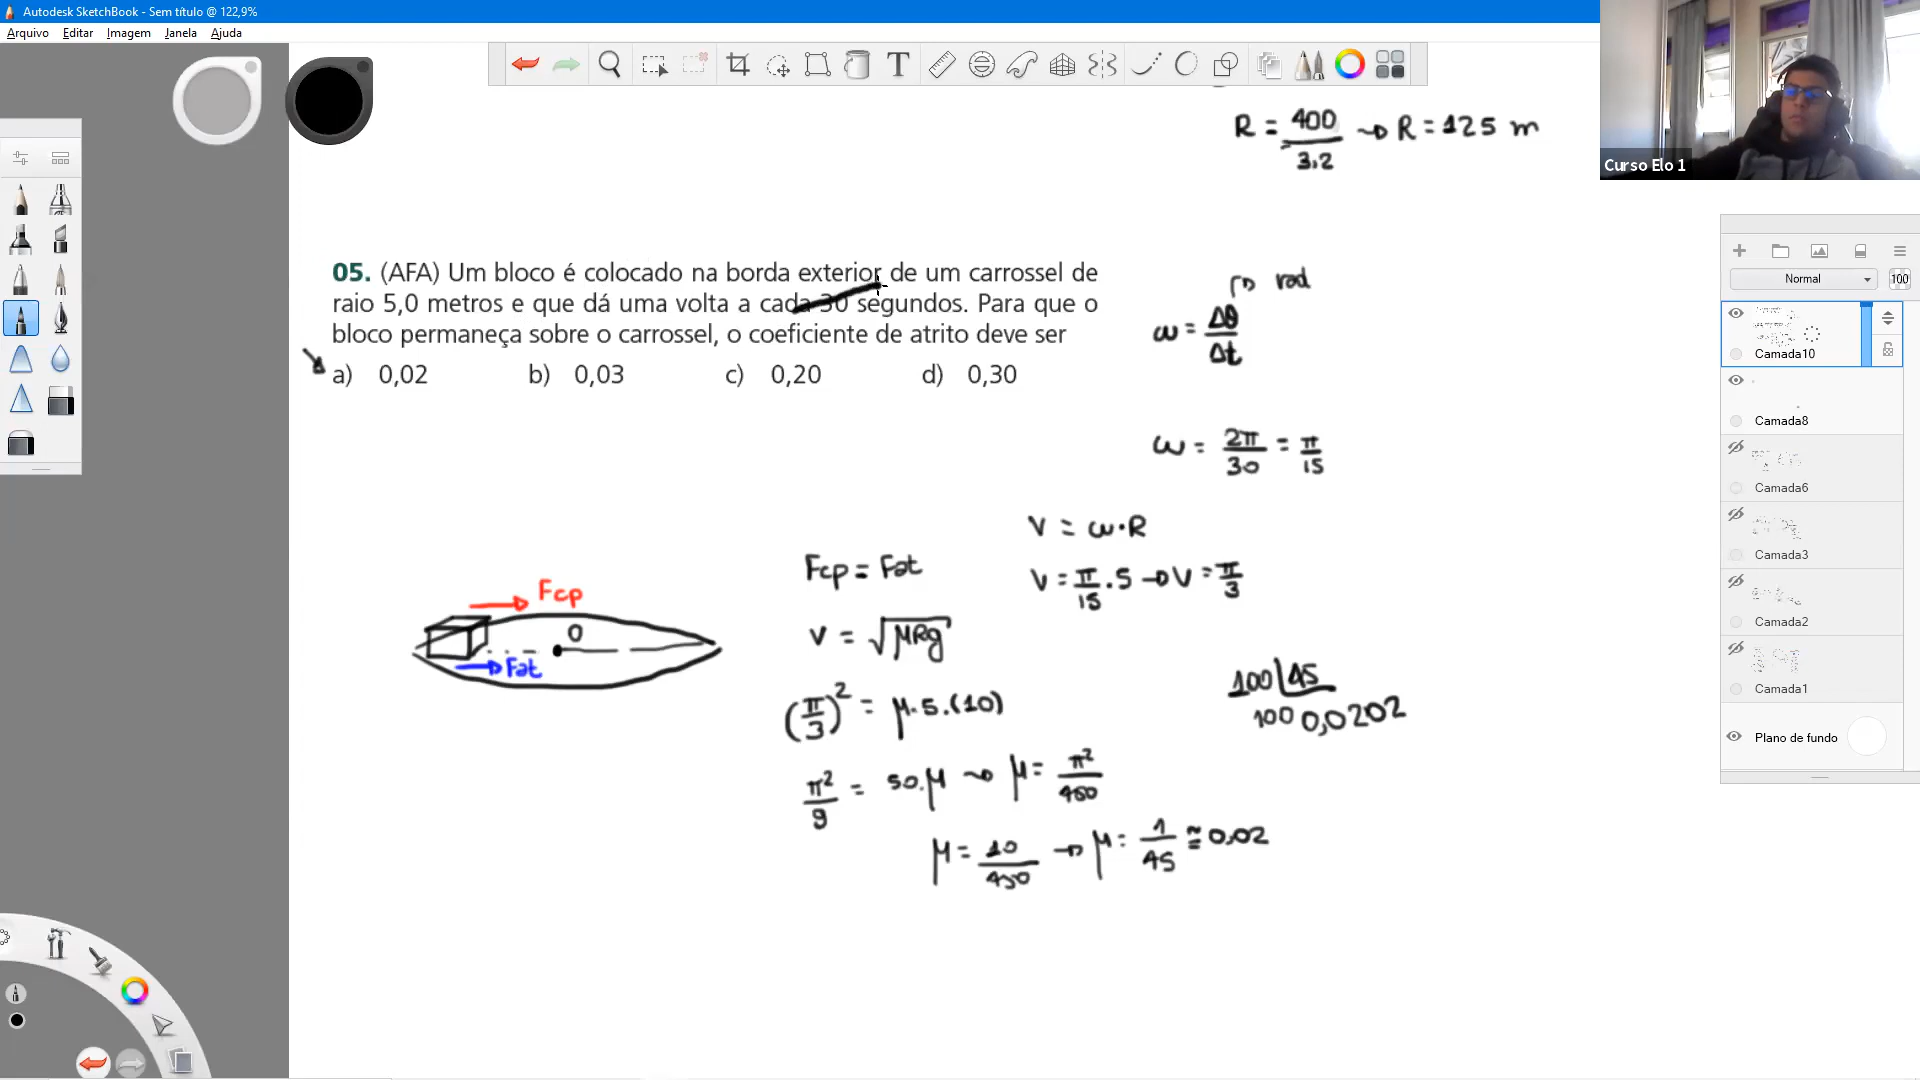 Autodesk SketchBook - Sem título @ 122,9%
Arquivo Editar Imagem Janela Ajuda
Curso Elo 1
R = 400/3,2 → R = 125 m
05. (AFA) Um bloco é colocado na borda exterior de um carrossel de
raio 5,0 metros e que dá uma volta a cada 30 segundos. Para que o
bloco permaneça sobre o carrossel, o coeficiente de atrito deve ser
a) 0,02 b) 0,03 c) 0,20 d) 0,30
→ rad
ω = Δθ/Δt
ω = 2π/30 = π/15
V = ω·R
V = π/15 . 5 → V = π/3
Fcp = Fat
V = √μRg
(π/3)² = μ.5.(10)
π²/9 = 50.μ → μ = π²/450
μ = 10/450 → μ = 1/45 ≅ 0,02
100 45
100 0,0202
Fcp
O
Fat
Normal
100
Camada10
Camada8
Camada6
Camada3
Camada2
Camada1
Plano de fundo